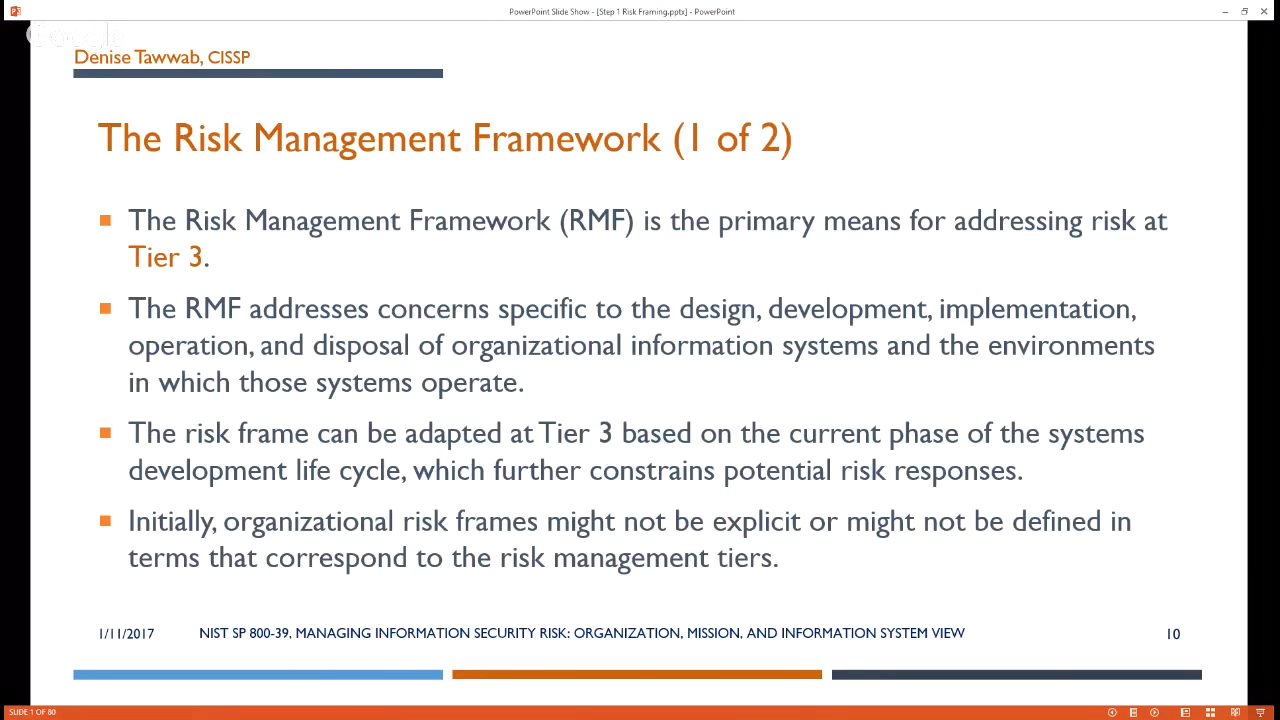 PowerPoint Slide Show - [Step 1 Risk Framing.pptx] - PowerPoint
Denise Tawwab, CISSP
The Risk Management Framework (1 of 2)
The Risk Management Framework (RMF) is the primary means for addressing risk at
Tier 3.
The RMF addresses concerns specific to the design, development, implementation,
operation, and disposal of organizational information systems and the environments
in which those systems operate.
The risk frame can be adapted at Tier 3 based on the current phase of the systems
development life cycle, which further constrains potential risk responses.
Initially, organizational risk frames might not be explicit or might not be defined in
terms that correspond to the risk management tiers.
1/11/2017
NIST SP 800-39, MANAGING INFORMATION SECURITY RISK: ORGANIZATION, MISSION, AND INFORMATION SYSTEM VIEW
10
SLIDE 1 OF 80